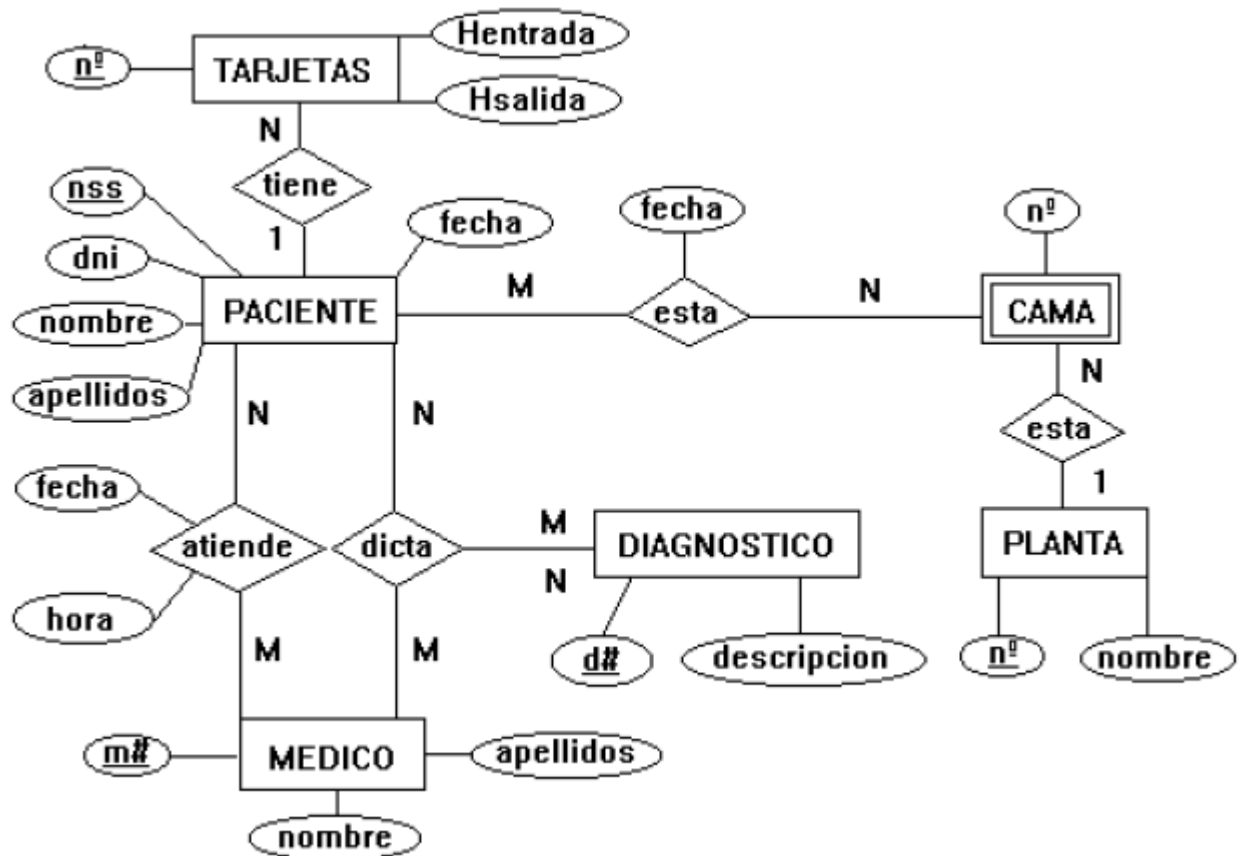 Hentrada
nº
TARJETAS
Hsalida
N
tiene
nss
fecha
fecha
nº
1
dni
M
N
PACIENTE
esta
CAMA
nombre
apellidos
N
N
N
esta
fecha
1
M
atiende
dicta
DIAGNOSTICO
PLANTA
N
hora
M
M
d#
descripcion
nº
nombre
m#
MEDICO
apellidos
nombre